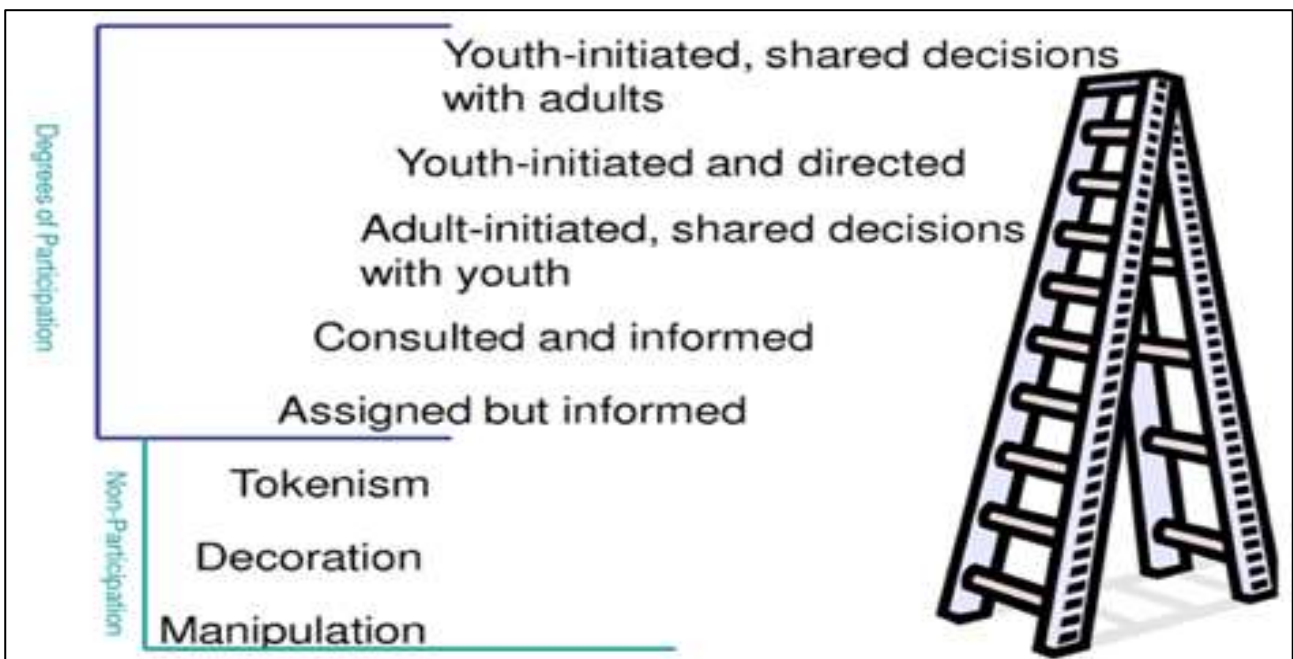 Youth-initiated, shared decisions
with adults
Youth-initiated and directed
Adult-initiated, shared decisions
with youth
Consulted and informed
Assigned but informed
Degrees of Participation
Tokenism
Decoration
Manipulation
Non-Participation